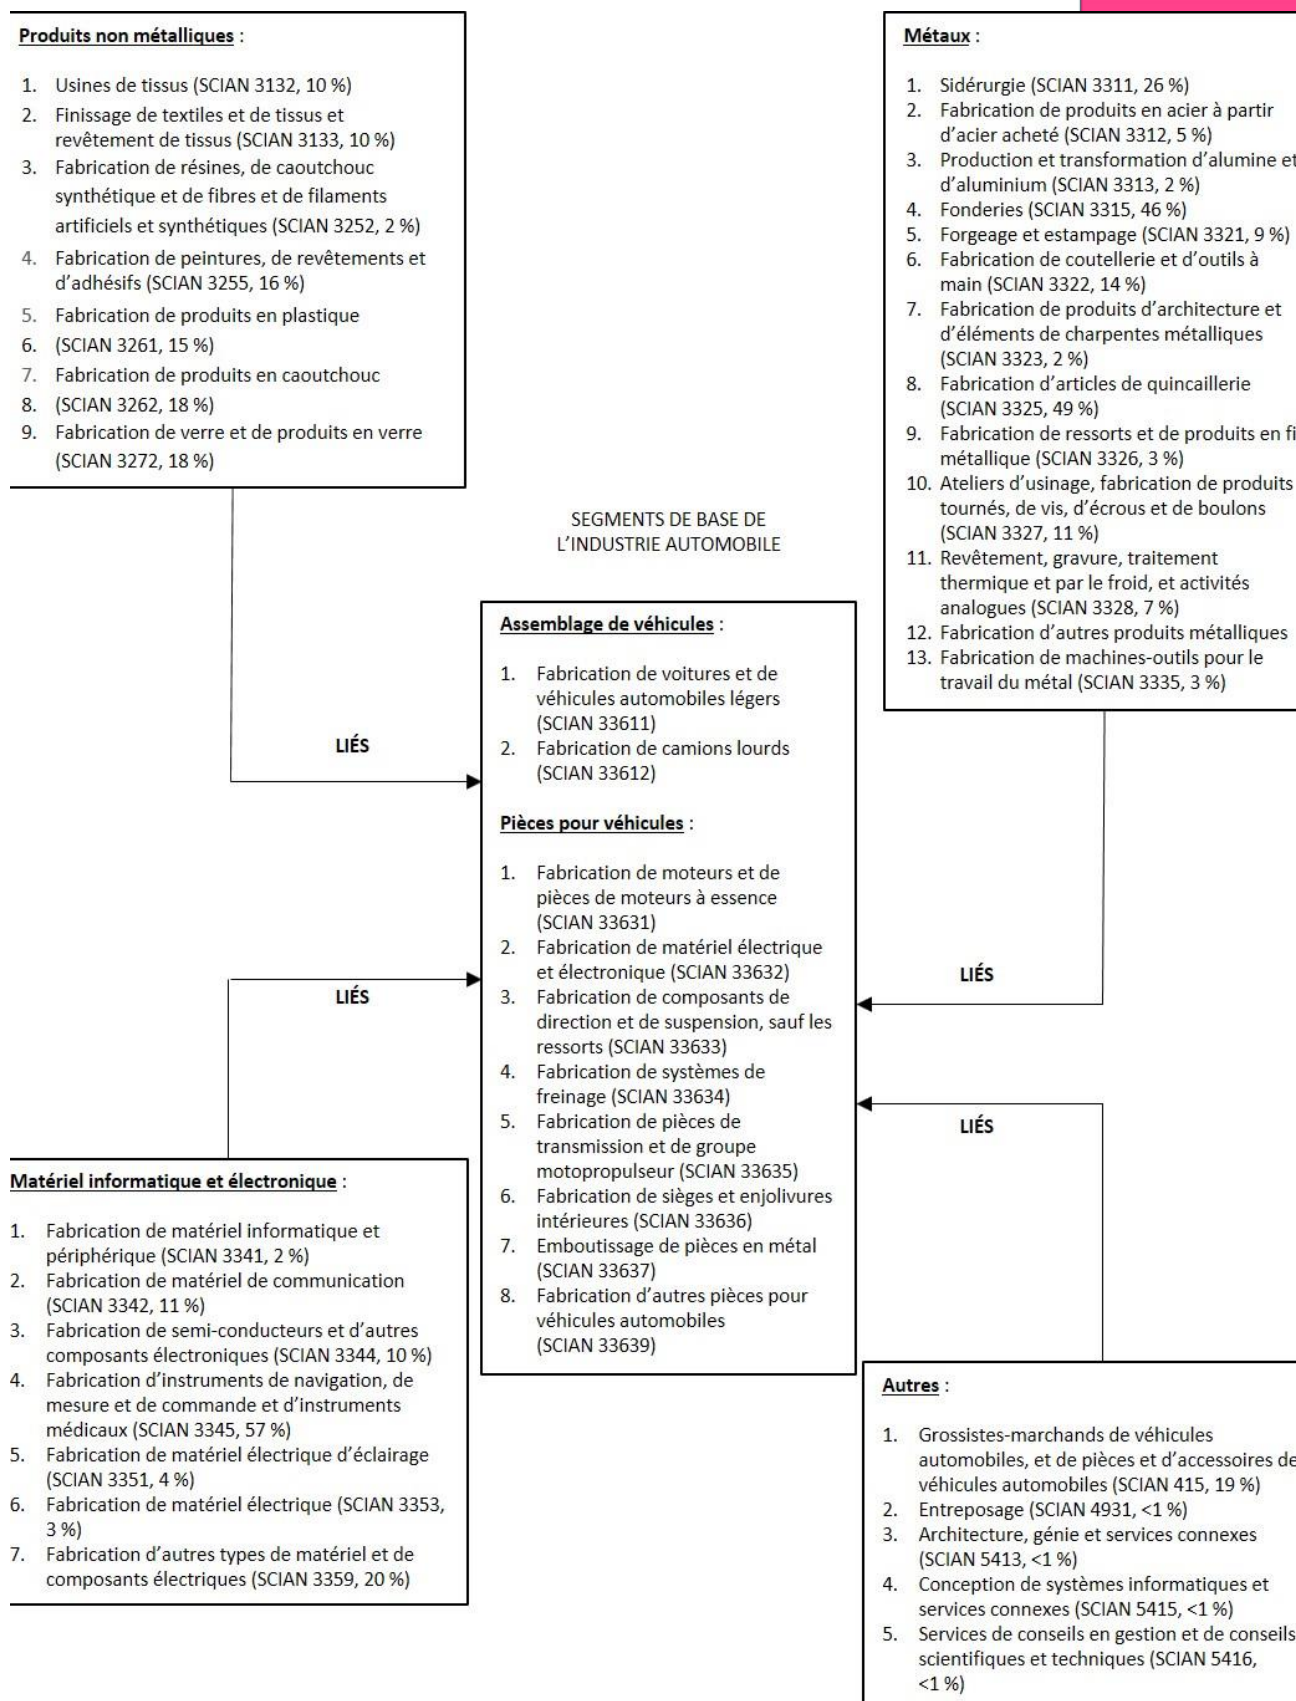 Produits non métalliques :
1. Usines de tissus (SCIAN 3132, 10 %)
2. Finissage de textiles et de tissus et
revêtement de tissus (SCIAN 3133, 10 %)
3. Fabrication de résines, de caoutchouc
synthétique et de fibres et de filaments
artificiels et synthétiques (SCIAN 3252, 2 %)
4. Fabrication de peintures, de revêtements et
d’adhésifs (SCIAN 3255, 16 %)
5. Fabrication de produits en plastique
6. (SCIAN 3261, 15 %)
7. Fabrication de produits en caoutchouc
8. (SCIAN 3262, 18 %)
9. Fabrication de verre et de produits en verre
(SCIAN 3272, 18 %)
Métaux :
1. Sidérurgie (SCIAN 3311, 26 %)
2. Fabrication de produits en acier à partir
d’acier acheté (SCIAN 3312, 5 %)
3. Production et transformation d’alumine et
d’aluminium (SCIAN 3313, 2 %)
4. Fonderies (SCIAN 3315, 46 %)
5. Forgeage et estampage (SCIAN 3321, 9 %)
6. Fabrication de coutellerie et d’outils à
main (SCIAN 3322, 14 %)
7. Fabrication de produits d’architecture et
d’éléments de charpentes métalliques
(SCIAN 3323, 2 %)
8. Fabrication d’articles de quincaillerie
(SCIAN 3325, 49 %)
9. Fabrication de ressorts et de produits en fi
métallique (SCIAN 3326, 3 %)
10. Ateliers d’usinage, fabrication de produits
tournés, de vis, d’écrous et de boulons
(SCIAN 3327, 11 %)
11. Revêtement, gravure, traitement
thermique et par le froid, et activités
analogues (SCIAN 3328, 7 %)
12. Fabrication d’autres produits métalliques
13. Fabrication de machines-outils pour le
travail du métal (SCIAN 3335, 3 %)
SEGMENTS DE BASE DE
L’INDUSTRIE AUTOMOBILE
Assemblage de véhicules :
1. Fabrication de voitures et de
véhicules automobiles légers
(SCIAN 33611)
2. Fabrication de camions lourds
(SCIAN 33612)
Pièces pour véhicules :
1. Fabrication de moteurs et de
pièces de moteurs à essence
(SCIAN 33631)
2. Fabrication de matériel électrique
et électronique (SCIAN 33632)
3. Fabrication de composants de
direction et de suspension, sauf les
ressorts (SCIAN 33633)
4. Fabrication de systèmes de
freinage (SCIAN 33634)
5. Fabrication de pièces de
transmission et de groupe
motopropulseur (SCIAN 33635)
6. Fabrication de sièges et enjolivures
intérieures (SCIAN 33636)
7. Emboutissage de pièces en métal
(SCIAN 33637)
8. Fabrication d’autres pièces pour
véhicules automobiles
(SCIAN 33639)
LIÉS
LIÉS
LIÉS
LIÉS
Matériel informatique et électronique :
1. Fabrication de matériel informatique et
périphérique (SCIAN 3341, 2 %)
2. Fabrication de matériel de communication
(SCIAN 3342, 11 %)
3. Fabrication de semi-conducteurs et d’autres
composants électroniques (SCIAN 3344, 10 %)
4. Fabrication d’instruments de navigation, de
mesure et de commande et d’instruments
médicaux (SCIAN 3345, 57 %)
5. Fabrication de matériel électrique d’éclairage
(SCIAN 3351, 4 %)
6. Fabrication de matériel électrique (SCIAN 3353,
3 %)
7. Fabrication d’autres types de matériel et de
composants électriques (SCIAN 3359, 20 %)
Autres :
1. Grossistes-marchands de véhicules
automobiles, et de pièces et d’accessoires de
véhicules automobiles (SCIAN 415, 19 %)
2. Entreposage (SCIAN 4931, <1 %)
3. Architecture, génie et services connexes
(SCIAN 5413, <1 %)
4. Conception de systèmes informatiques et
services connexes (SCIAN 5415, <1 %)
5. Services de conseils en gestion et de conseils
scientifiques et techniques (SCIAN 5416,
<1 %)